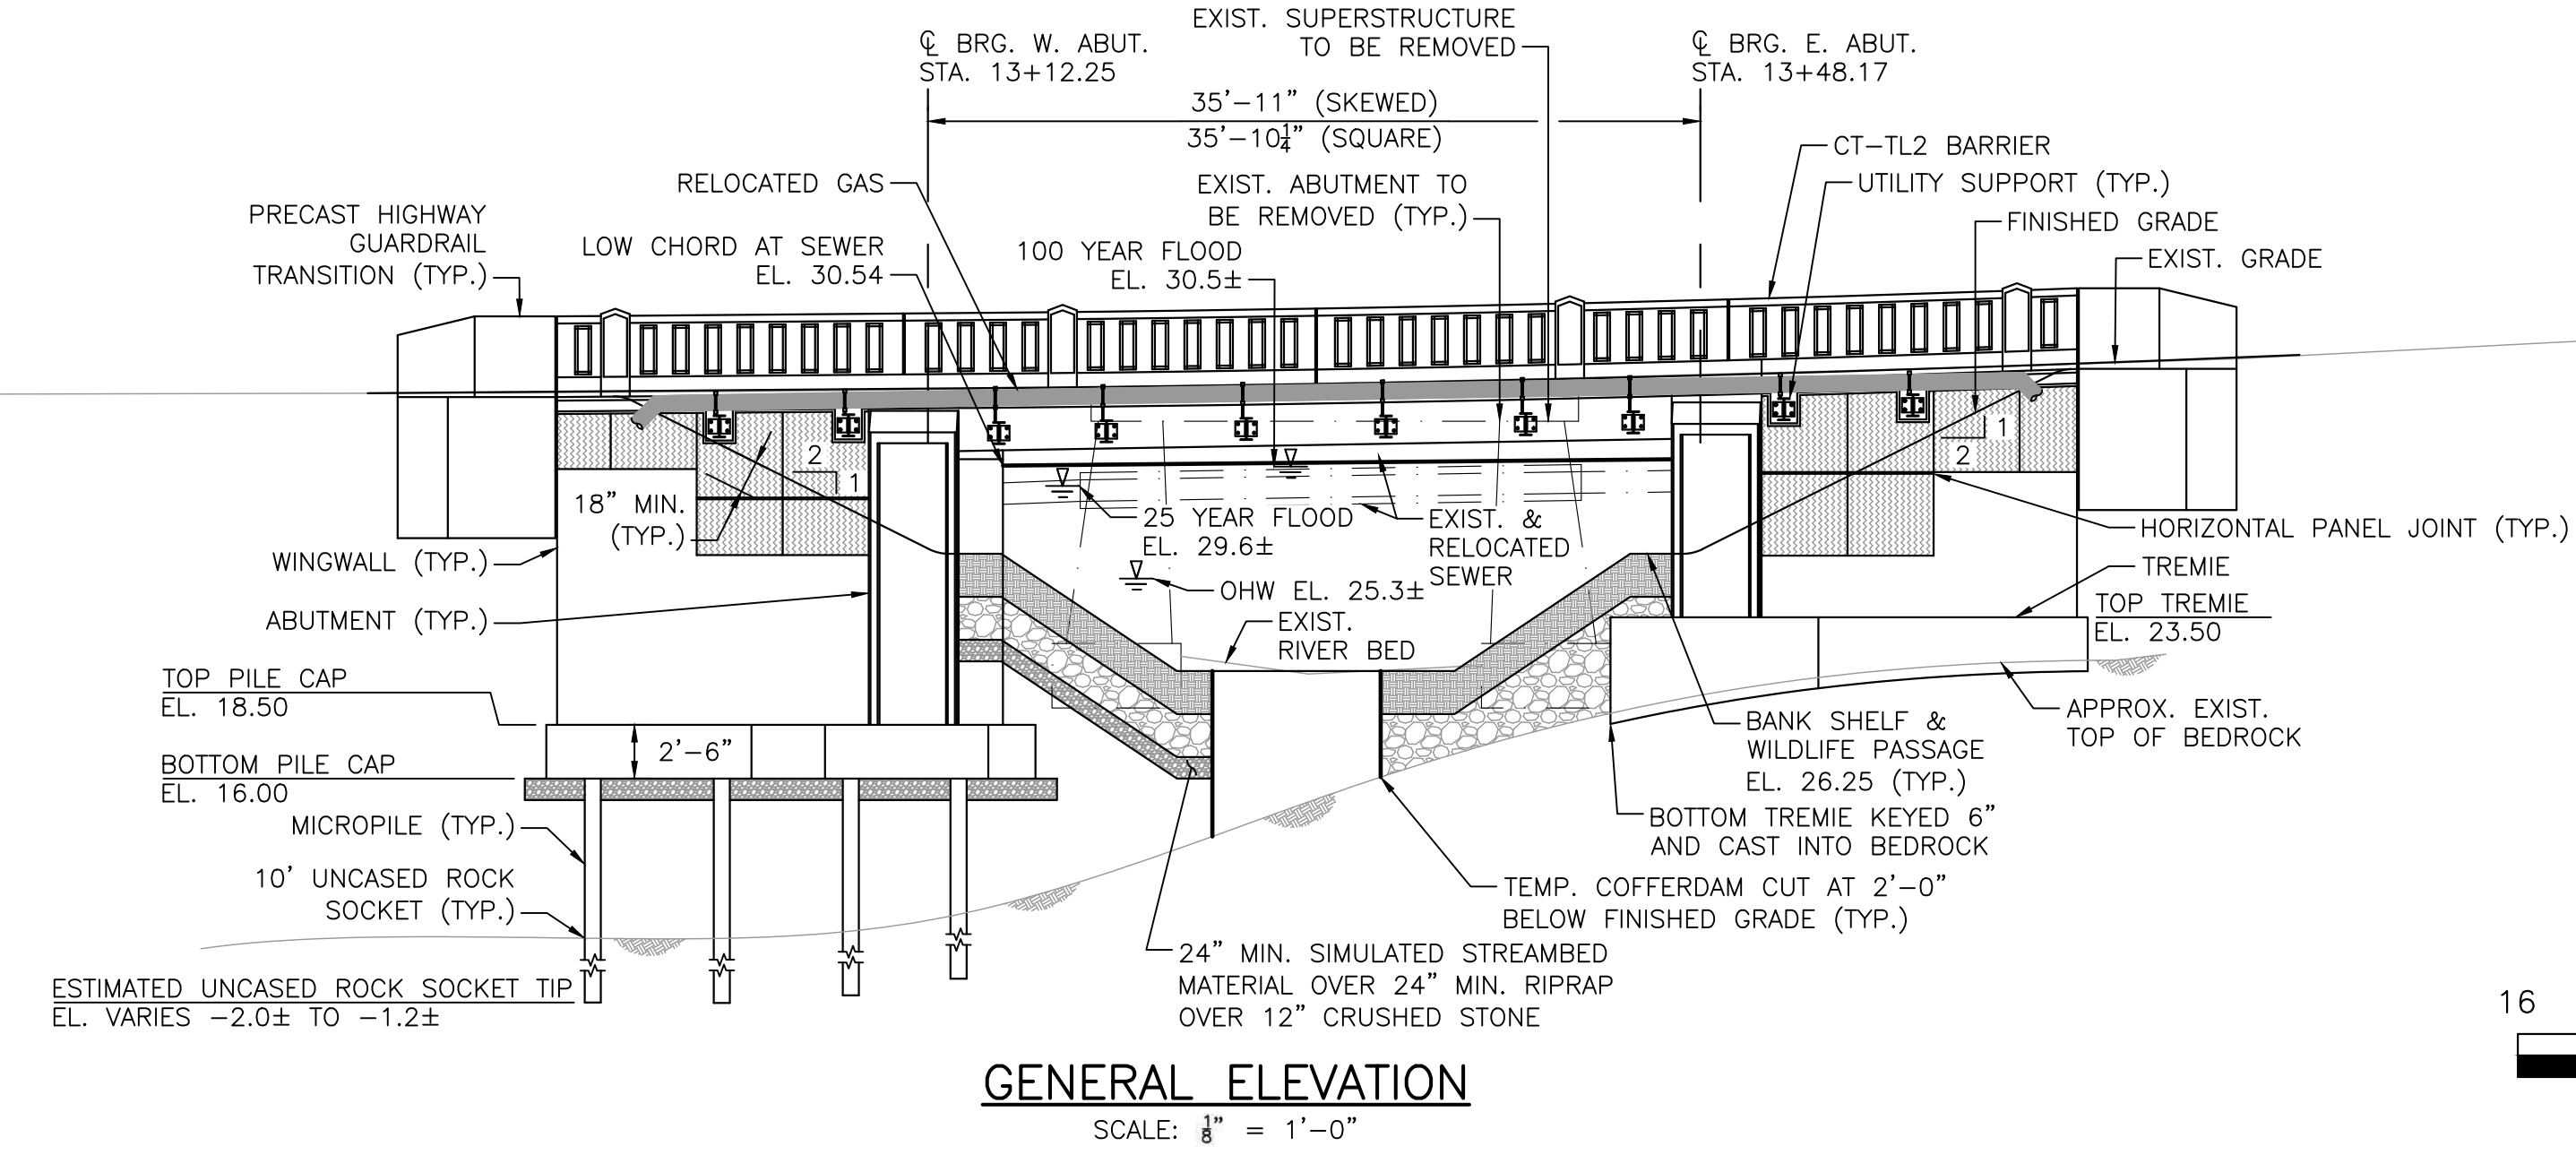 EXIST. SUPERSTRUCTURE
TO BE REMOVED
℄ BRG. W. ABUT.
STA. 13+12.25
℄ BRG. E. ABUT.
STA. 13+48.17
35'-11" (SKEWED)
35'-10¼" (SQUARE)
CT-TL2 BARRIER
UTILITY SUPPORT (TYP.)
RELOCATED GAS
EXIST. ABUTMENT TO
BE REMOVED (TYP.)
FINISHED GRADE
PRECAST HIGHWAY
GUARDRAIL
TRANSITION (TYP.)
LOW CHORD AT SEWER
EL. 30.54
100 YEAR FLOOD
EL. 30.5±
EXIST. GRADE
2
1
1
2
18" MIN.
(TYP.)
25 YEAR FLOOD
EL. 29.6±
EXIST. &
RELOCATED
SEWER
HORIZONTAL PANEL JOINT (TYP.)
WINGWALL (TYP.)
TREMIE
OHW EL. 25.3±
TOP TREMIE
EL. 23.50
ABUTMENT (TYP.)
EXIST.
RIVER BED
TOP PILE CAP
EL. 18.50
2'-6"
BANK SHELF &
WILDLIFE PASSAGE
EL. 26.25 (TYP.)
APPROX. EXIST.
TOP OF BEDROCK
BOTTOM PILE CAP
EL. 16.00
MICROPILE (TYP.)
BOTTOM TREMIE KEYED 6"
AND CAST INTO BEDROCK
10' UNCASED ROCK
SOCKET (TYP.)
TEMP. COFFERDAM CUT AT 2'-0"
BELOW FINISHED GRADE (TYP.)
24" MIN. SIMULATED STREAMBED
MATERIAL OVER 24" MIN. RIPRAP
OVER 12" CRUSHED STONE
ESTIMATED UNCASED ROCK SOCKET TIP
EL. VARIES -2.0± TO -1.2±
16
GENERAL ELEVATION
SCALE: ⅛" = 1'-0"